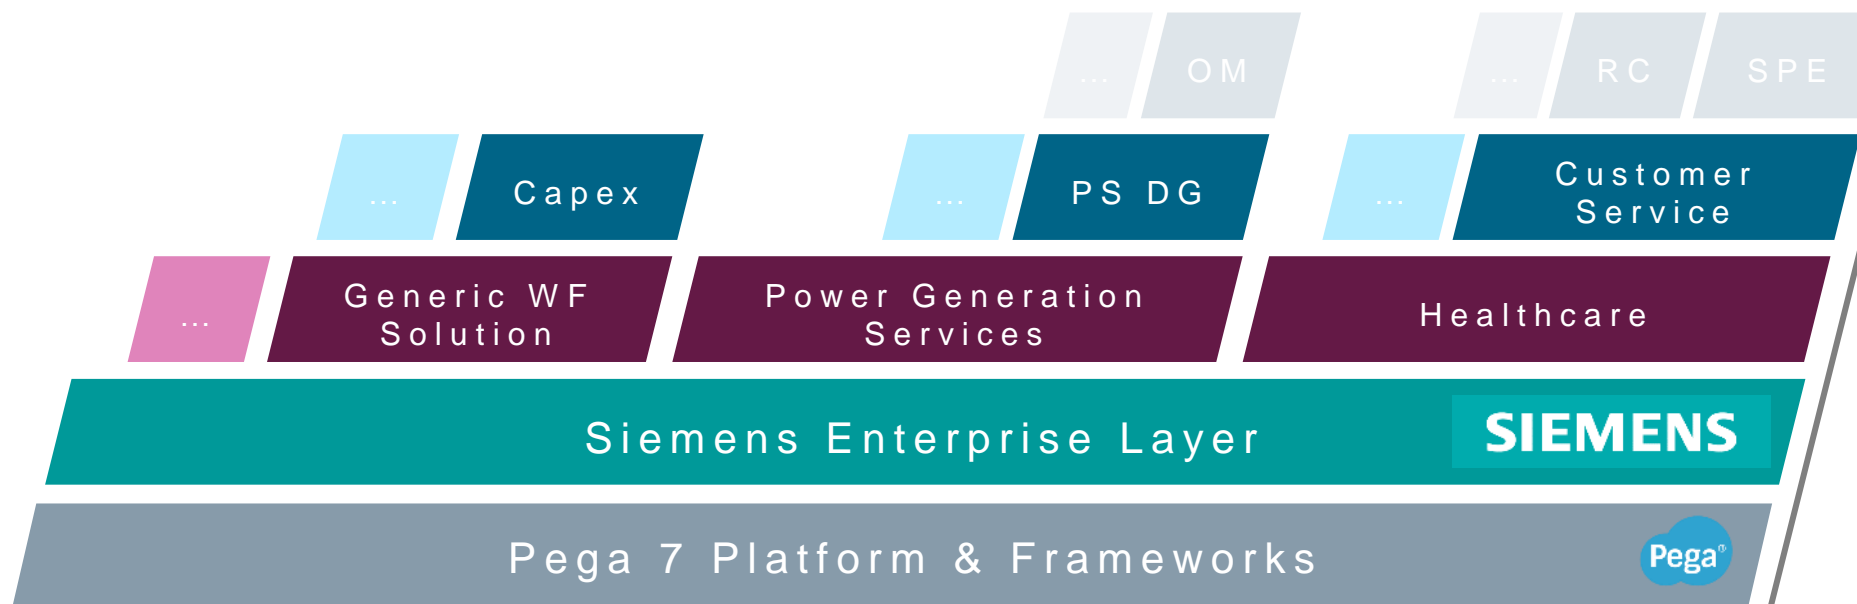 ... OM ... RC SPE
... Capex ... PS DG ... Customer
Service
... Generic WF
Solution
Power Generation
Services
Healthcare
Siemens Enterprise Layer SIEMENS
Pega 7 Platform & Frameworks Pega®